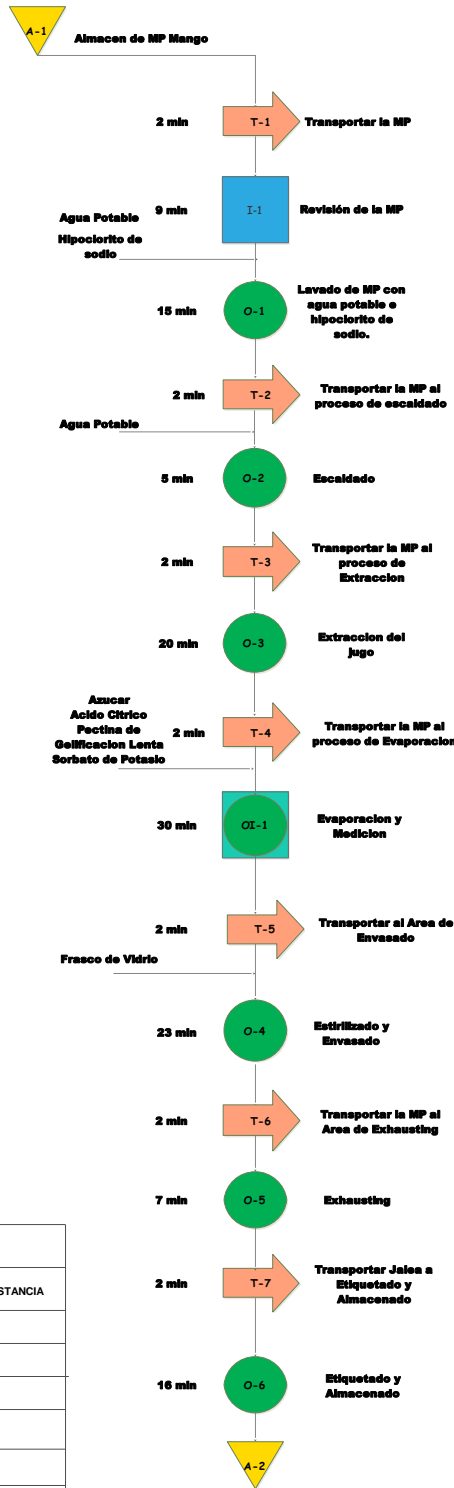 A-1
Almacen de MP Mango
2 min
T-1
Transportar la MP
9 min
I-1
Revisión de la MP
Agua Potable
Hipoclorito de
sodio
15 min
O-1
Lavado de MP con
agua potable e
hipoclorito de
sodio.
2 min
T-2
Transportar la MP al
proceso de escaldado
Agua Potable
5 min
O-2
Escaldado
2 min
T-3
Transportar la MP al
proceso de
Extraccion
20 min
O-3
Extraccion del
jugo
Azucar
Acido Citrico
Pectina de
Gelificacion Lenta
Sorbato de Potasio
2 min
T-4
Transportar la MP al
proceso de Evaporacion
30 min
OI-1
Evaporacion y
Medicion
2 min
T-5
Transportar al Area de
Envasado
Frasco de Vidrio
23 min
O-4
Estirilizado y
Envasado
2 min
T-6
Transportar la MP al
Area de Exhausting
7 min
O-5
Exhausting
2 min
T-7
Transportar Jalea a
Etiquetado y
Almacenado
STANCIA
16 min
O-6
Etiquetado y
Almacenado
A-2